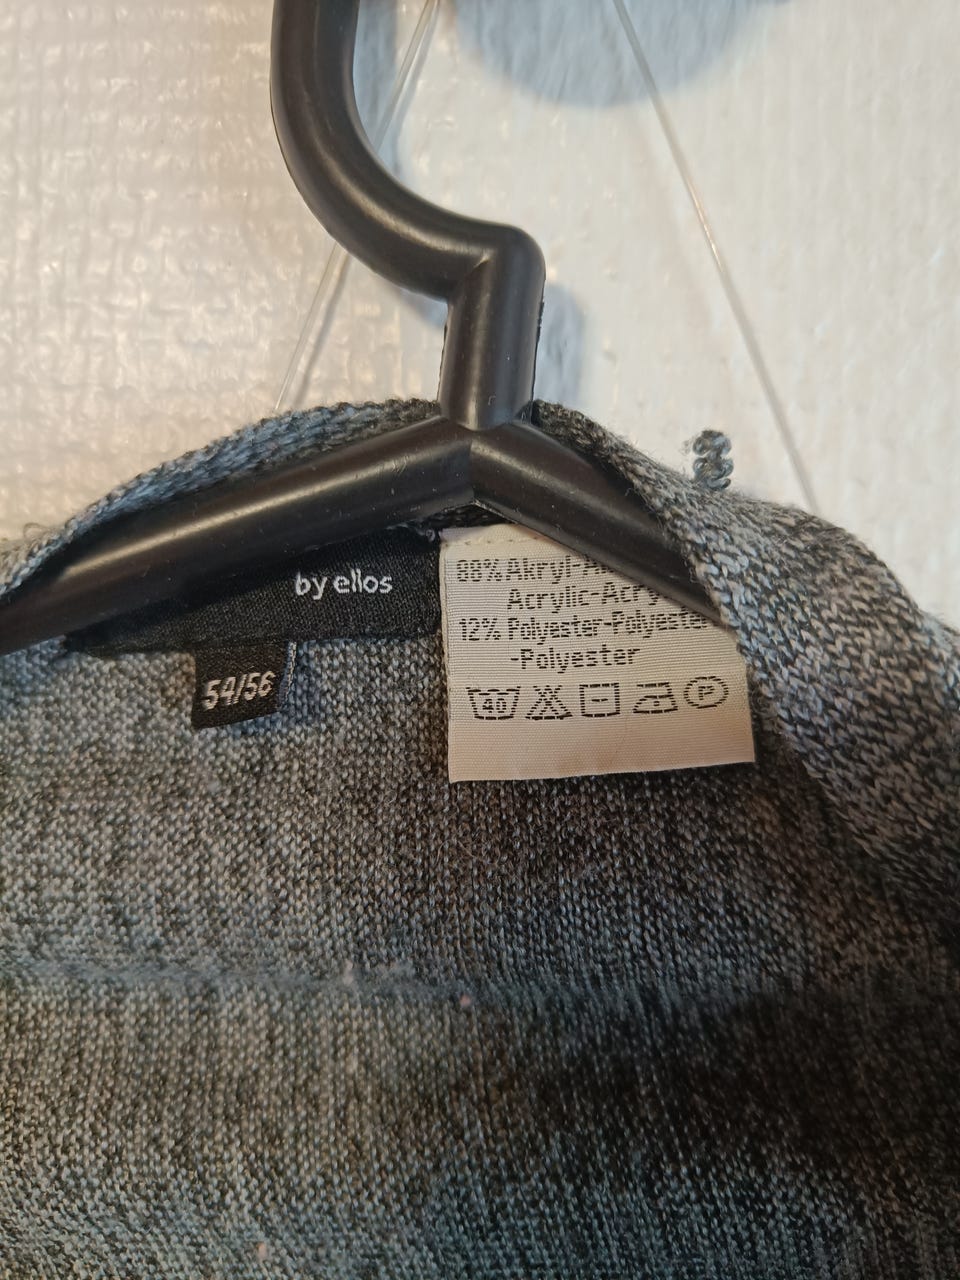 by ellos
54/56
88% Akryl-
Acrylic-Acry
12% Polyester-Polyester
-Polyester
40 P